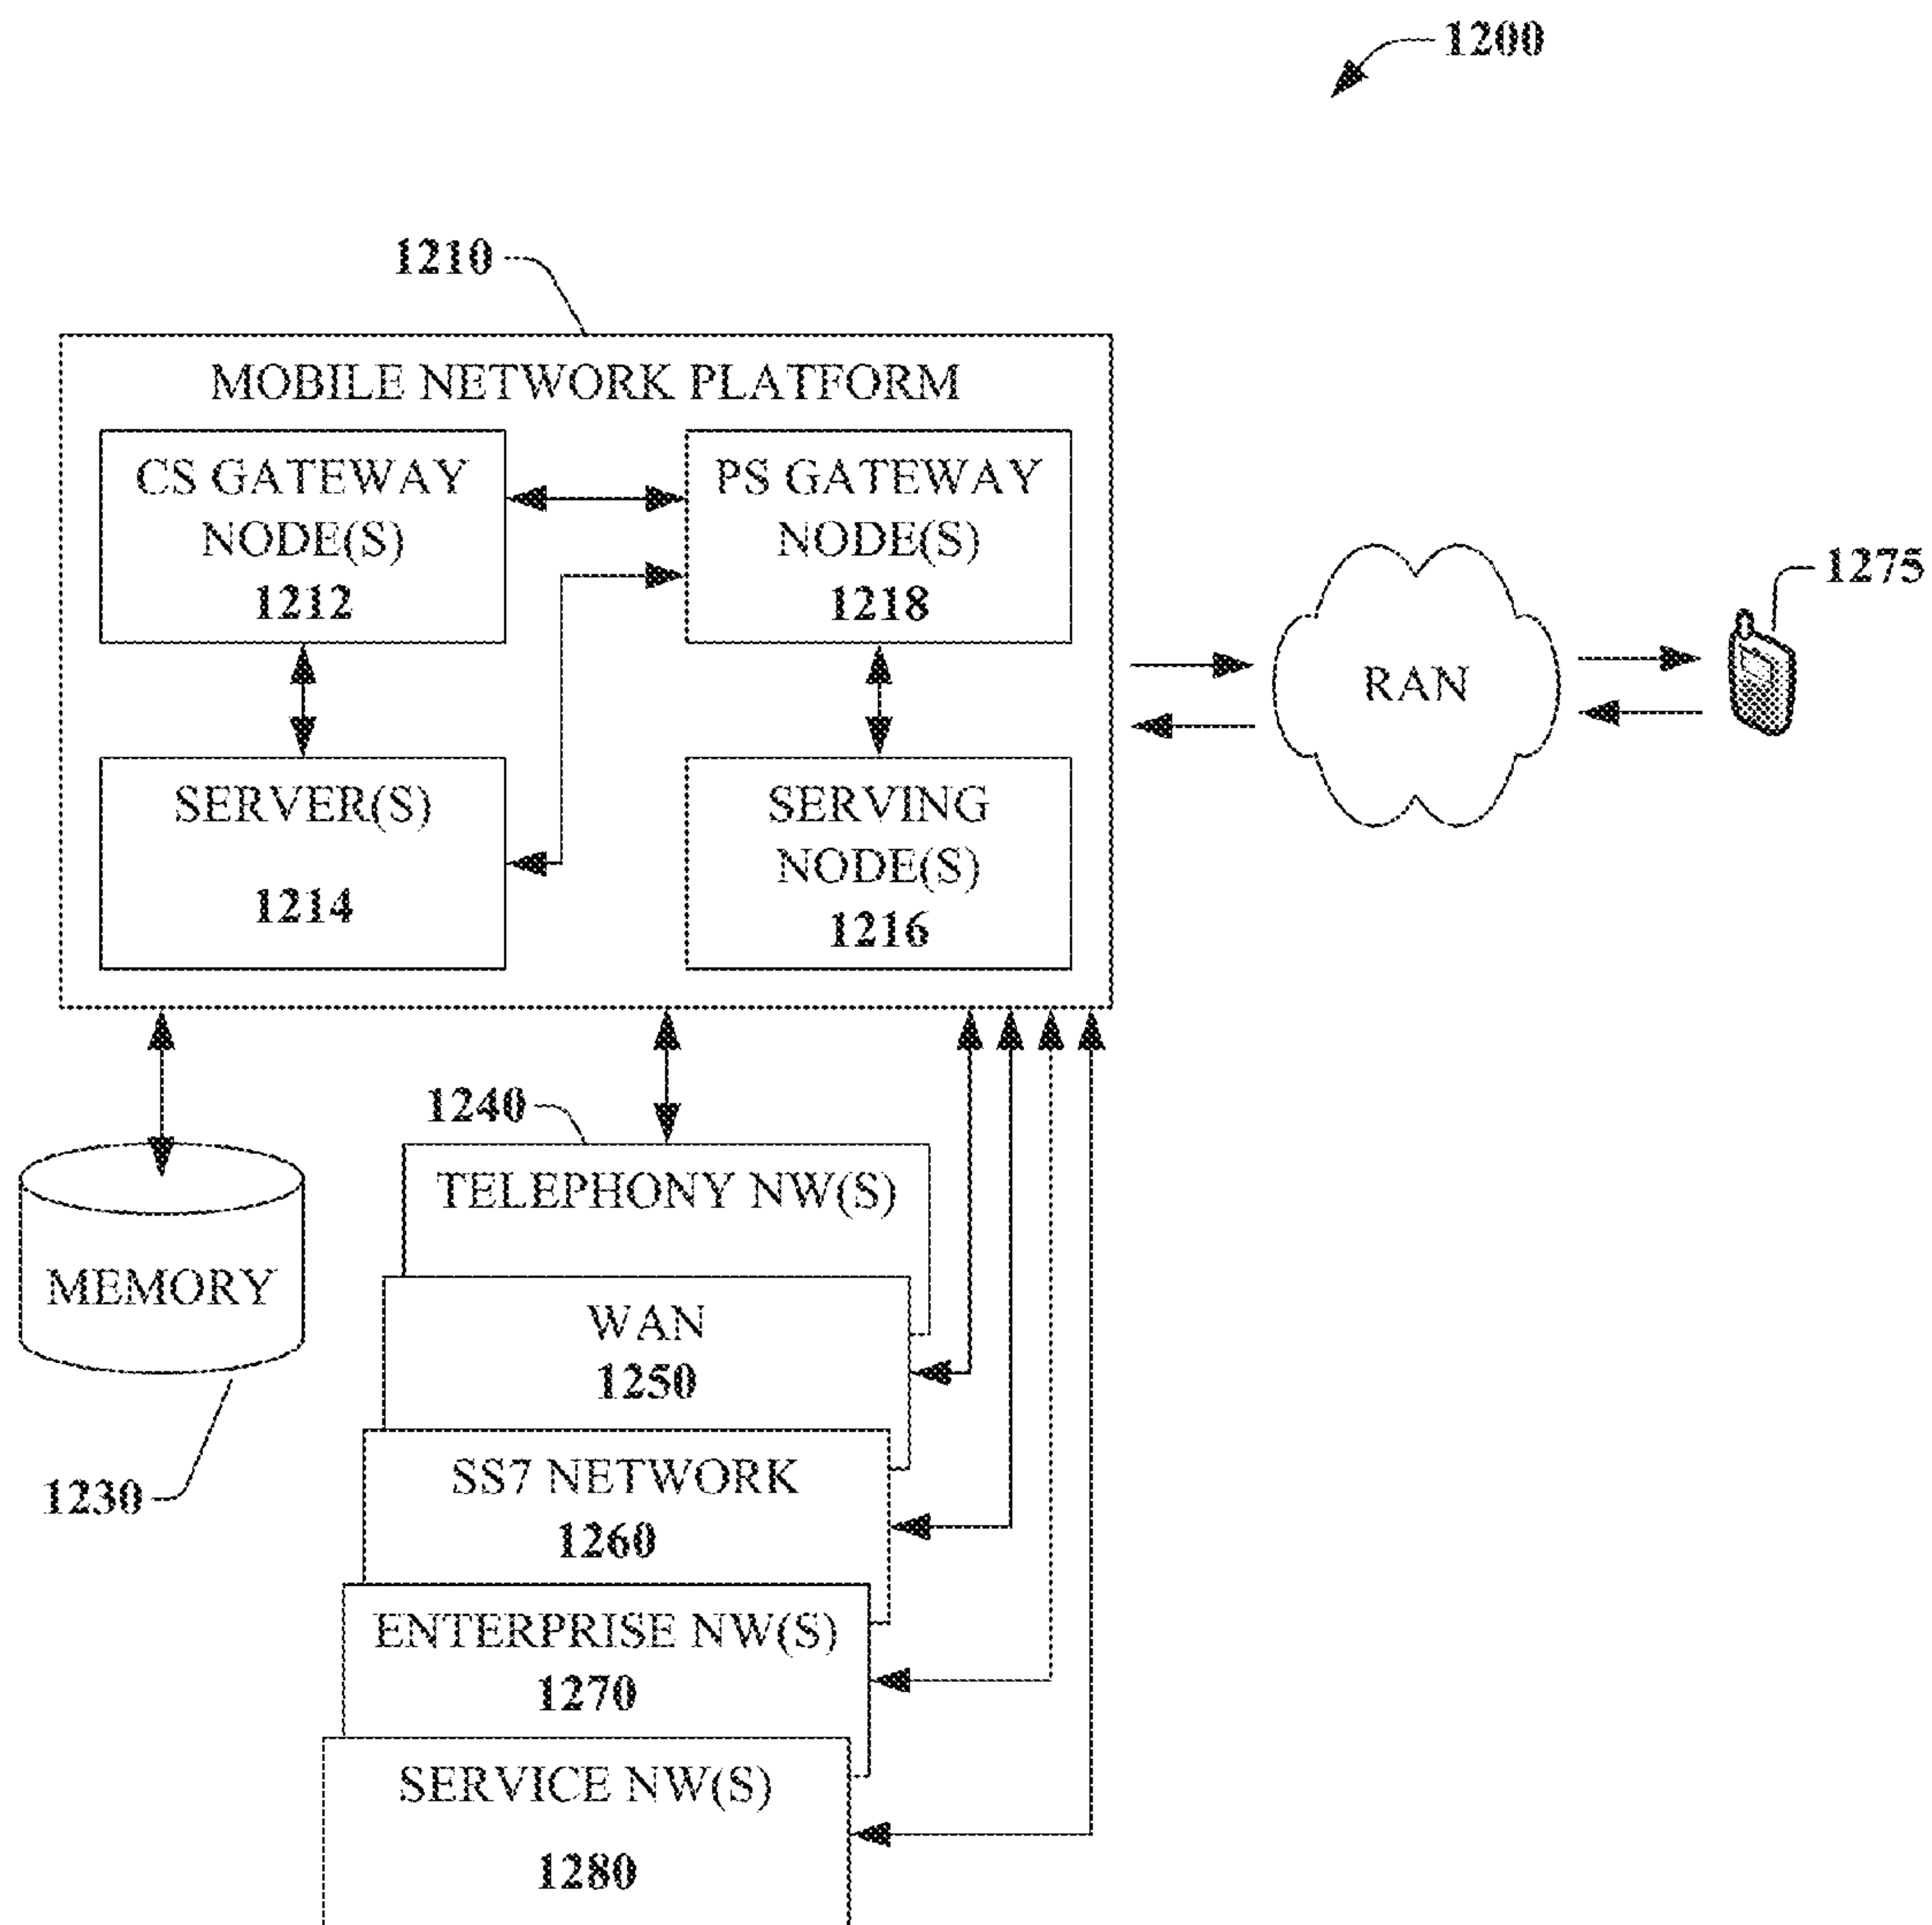 1200
1210
MOBILE NETWORK PLATFORM
CS GATEWAY
NODE(S)
1212
PS GATEWAY
NODE(S)
1218
SERVER(S)
1214
SERVING
NODE(S)
1216
RAN
1275
1240
TELEPHONY NW(S)
MEMORY
1230
WAN
1250
SS7 NETWORK
1260
ENTERPRISE NW(S)
1270
SERVICE NW(S)
1280